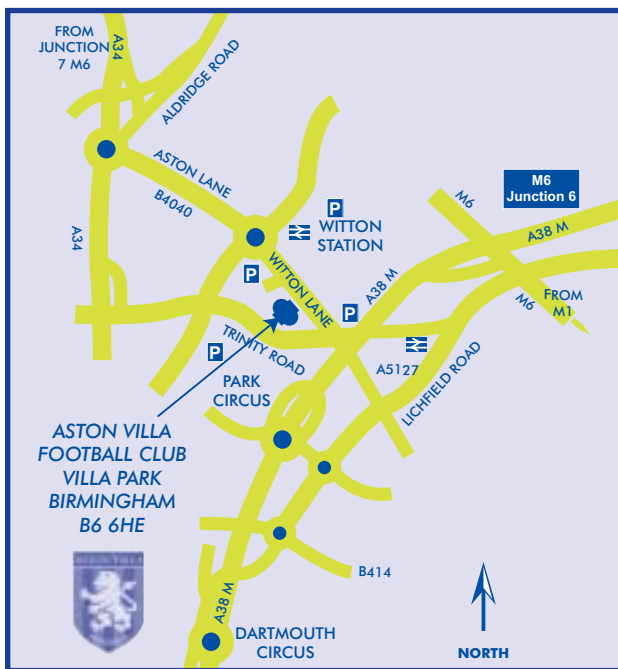 FROM
JUNCTION
7 M6
A34
ALDRIDGE ROAD
ASTON LANE
B4040
A34
P
WITTON
STATION
M6
Junction 6
M6
A38 M
P
WITTON LANE
A38 M
M6
FROM
M1
P
TRINITY ROAD
P
A5127
LICHFIELD ROAD
PARK
CIRCUS
ASTON VILLA
FOOTBALL CLUB
VILLA PARK
BIRMINGHAM
B6 6HE
ASTON VILLA
B414
A38 M
DARTMOUTH
CIRCUS
NORTH